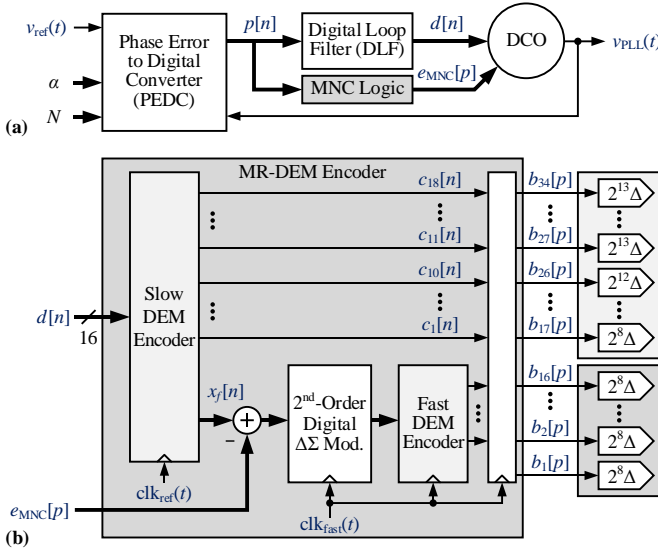 v_ref(t)
α
N
Phase Error
to Digital
Converter
(PEDC)
p[n]
Digital Loop
Filter (DLF)
d[n]
MNC Logic
e_MNC[p]
DCO
v_PLL(t)
(a)
MR-DEM Encoder
d[n]
16
Slow
DEM
Encoder
clk_ref(t)
c_18[n]
c_11[n]
c_10[n]
c_1[n]
x_f[n]
+
−
2^nd-Order
Digital
ΔΣ Mod.
Fast
DEM
Encoder
clk_fast(t)
b_34[p]
b_27[p]
b_26[p]
b_17[p]
b_16[p]
b_2[p]
b_1[p]
2^13Δ
2^13Δ
2^12Δ
2^8Δ
2^8Δ
2^8Δ
2^8Δ
e_MNC[p]
(b)